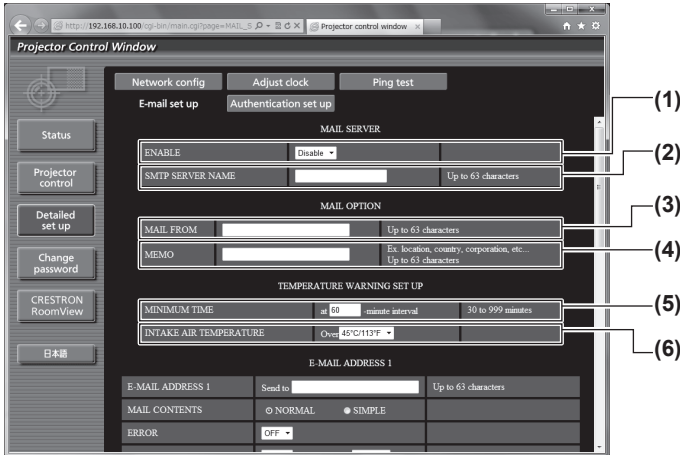 http://192.168.10.100/cgi-bin/main.cgi?page=MAIL_S
Projector control window
Projector Control Window
Network config Adjust clock Ping test
E-mail set up Authentication set up
Status
Projector control
Detailed set up
Change password
CRESTRON RoomView
日本語
MAIL SERVER
ENABLE Disable (1)
SMTP SERVER NAME Up to 63 characters (2)
MAIL OPTION
MAIL FROM Up to 63 characters (3)
MEMO Ex. location, country, corporation, etc... (4)
Up to 63 characters
TEMPERATURE WARNING SET UP
MINIMUM TIME at 60 -minute interval 30 to 999 minutes (5)
INTAKE AIR TEMPERATURE Over 45°C/113°F (6)
E-MAIL ADDRESS 1
E-MAIL ADDRESS 1 Send to Up to 63 characters
MAIL CONTENTS NORMAL SIMPLE
ERROR OFF